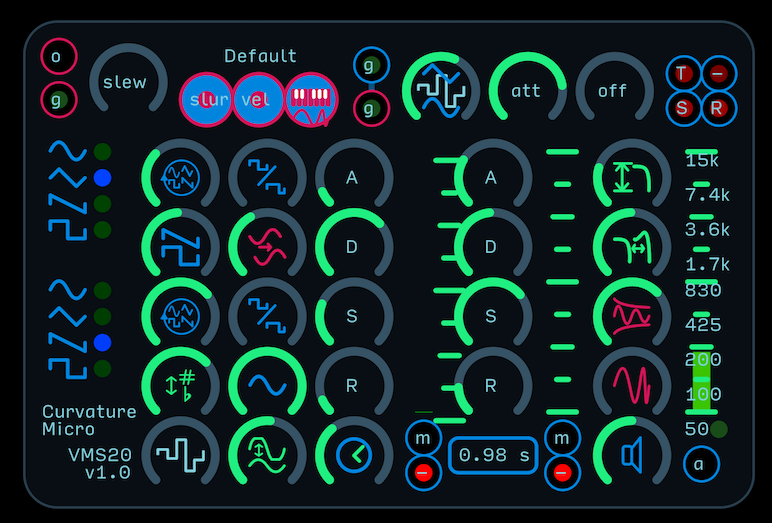 o
slew
Default
g
att
off
T –
g
slur vel
g
S R
A
A
15k
7.4k
D
D
3.6k
1.7k
S
S
830
425
R
R
200
100
Curvature
Micro
m
m
50
VMS20
v1.0
0.98 s
a
–
–